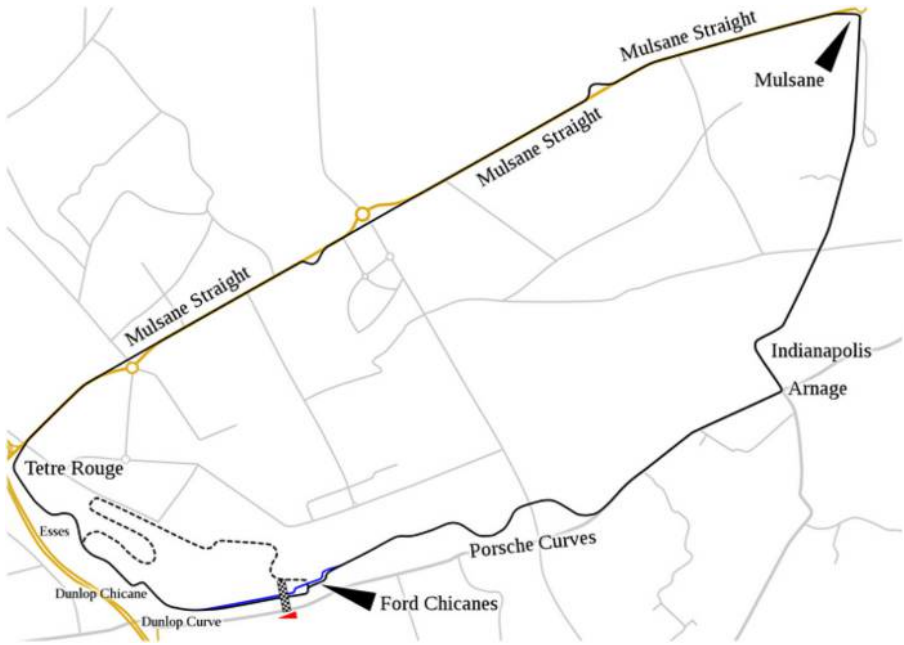 Mulsane Straight
Mulsane
Mulsane Straight
Mulsane Straight
Indianapolis
Arnage
Tetre Rouge
Esses
Porsche Curves
Dunlop Chicane
Ford Chicanes
Dunlop Curve